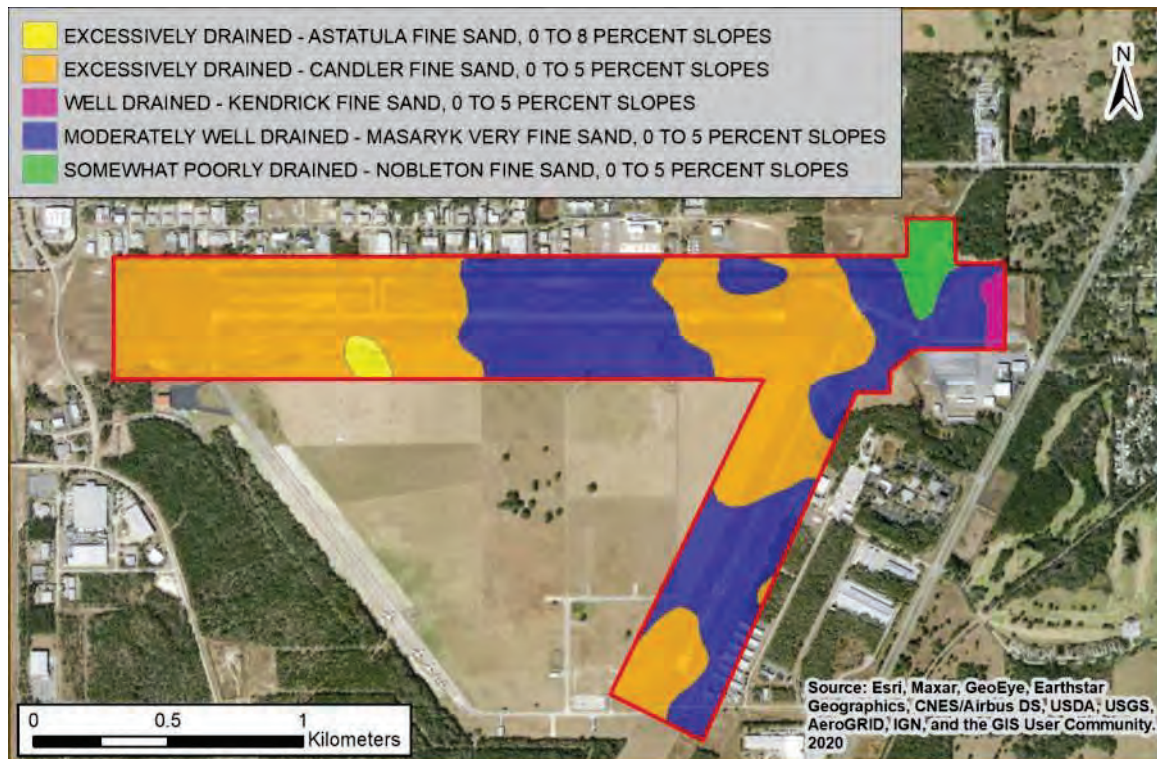 EXCESSIVELY DRAINED - ASTATULA FINE SAND, 0 TO 8 PERCENT SLOPES
EXCESSIVELY DRAINED - CANDLER FINE SAND, 0 TO 5 PERCENT SLOPES
WELL DRAINED - KENDRICK FINE SAND, 0 TO 5 PERCENT SLOPES
MODERATELY WELL DRAINED - MASARYK VERY FINE SAND, 0 TO 5 PERCENT SLOPES
SOMEWHAT POORLY DRAINED - NOBLETON FINE SAND, 0 TO 5 PERCENT SLOPES
N
Source: Esri, Maxar, GeoEye, Earthstar
Geographics, CNES/Airbus DS, USDA, USGS,
AeroGRID, IGN, and the GIS User Community.
2020
0 0.5 1
Kilometers